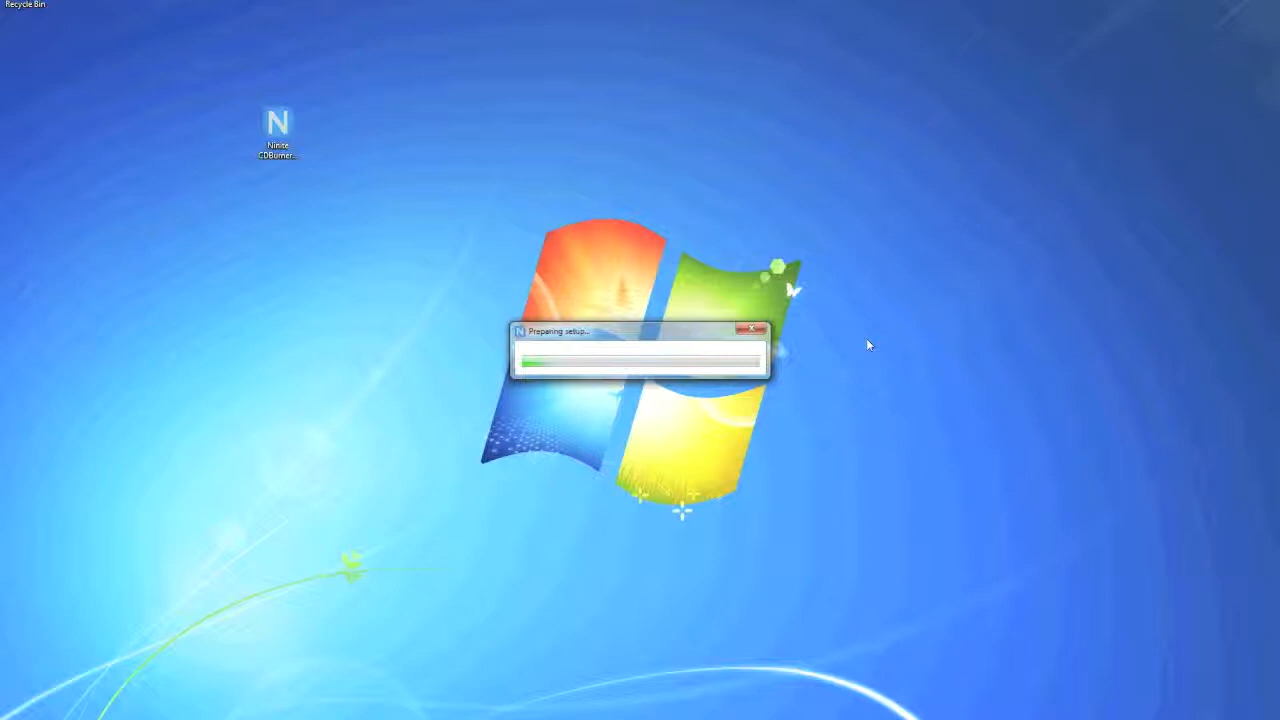 Recycle Bin
N
Ninite
CDBurner...
N Preparing setup...